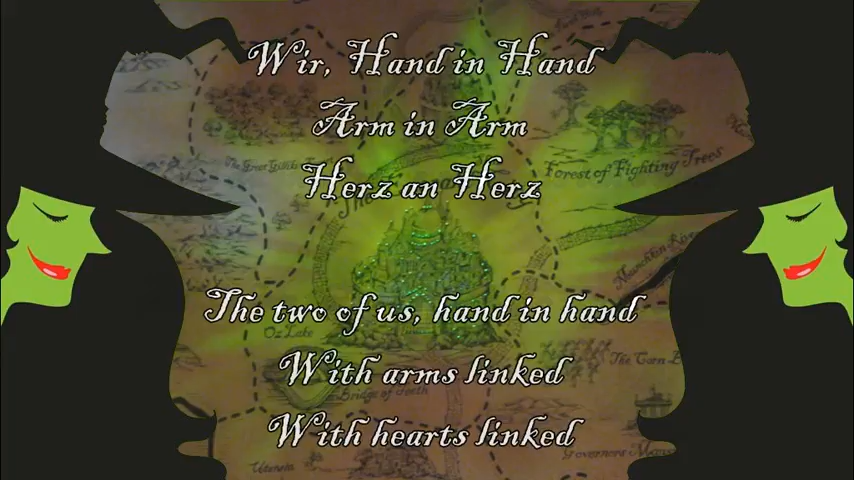 Wir, Hand in Hand
Arm in Arm
Herz an Herz
Forest of Fighting Trees
The two of us, hand in hand
Oz Lake
With arms linked
The Corn
Bridge of
With hearts linked